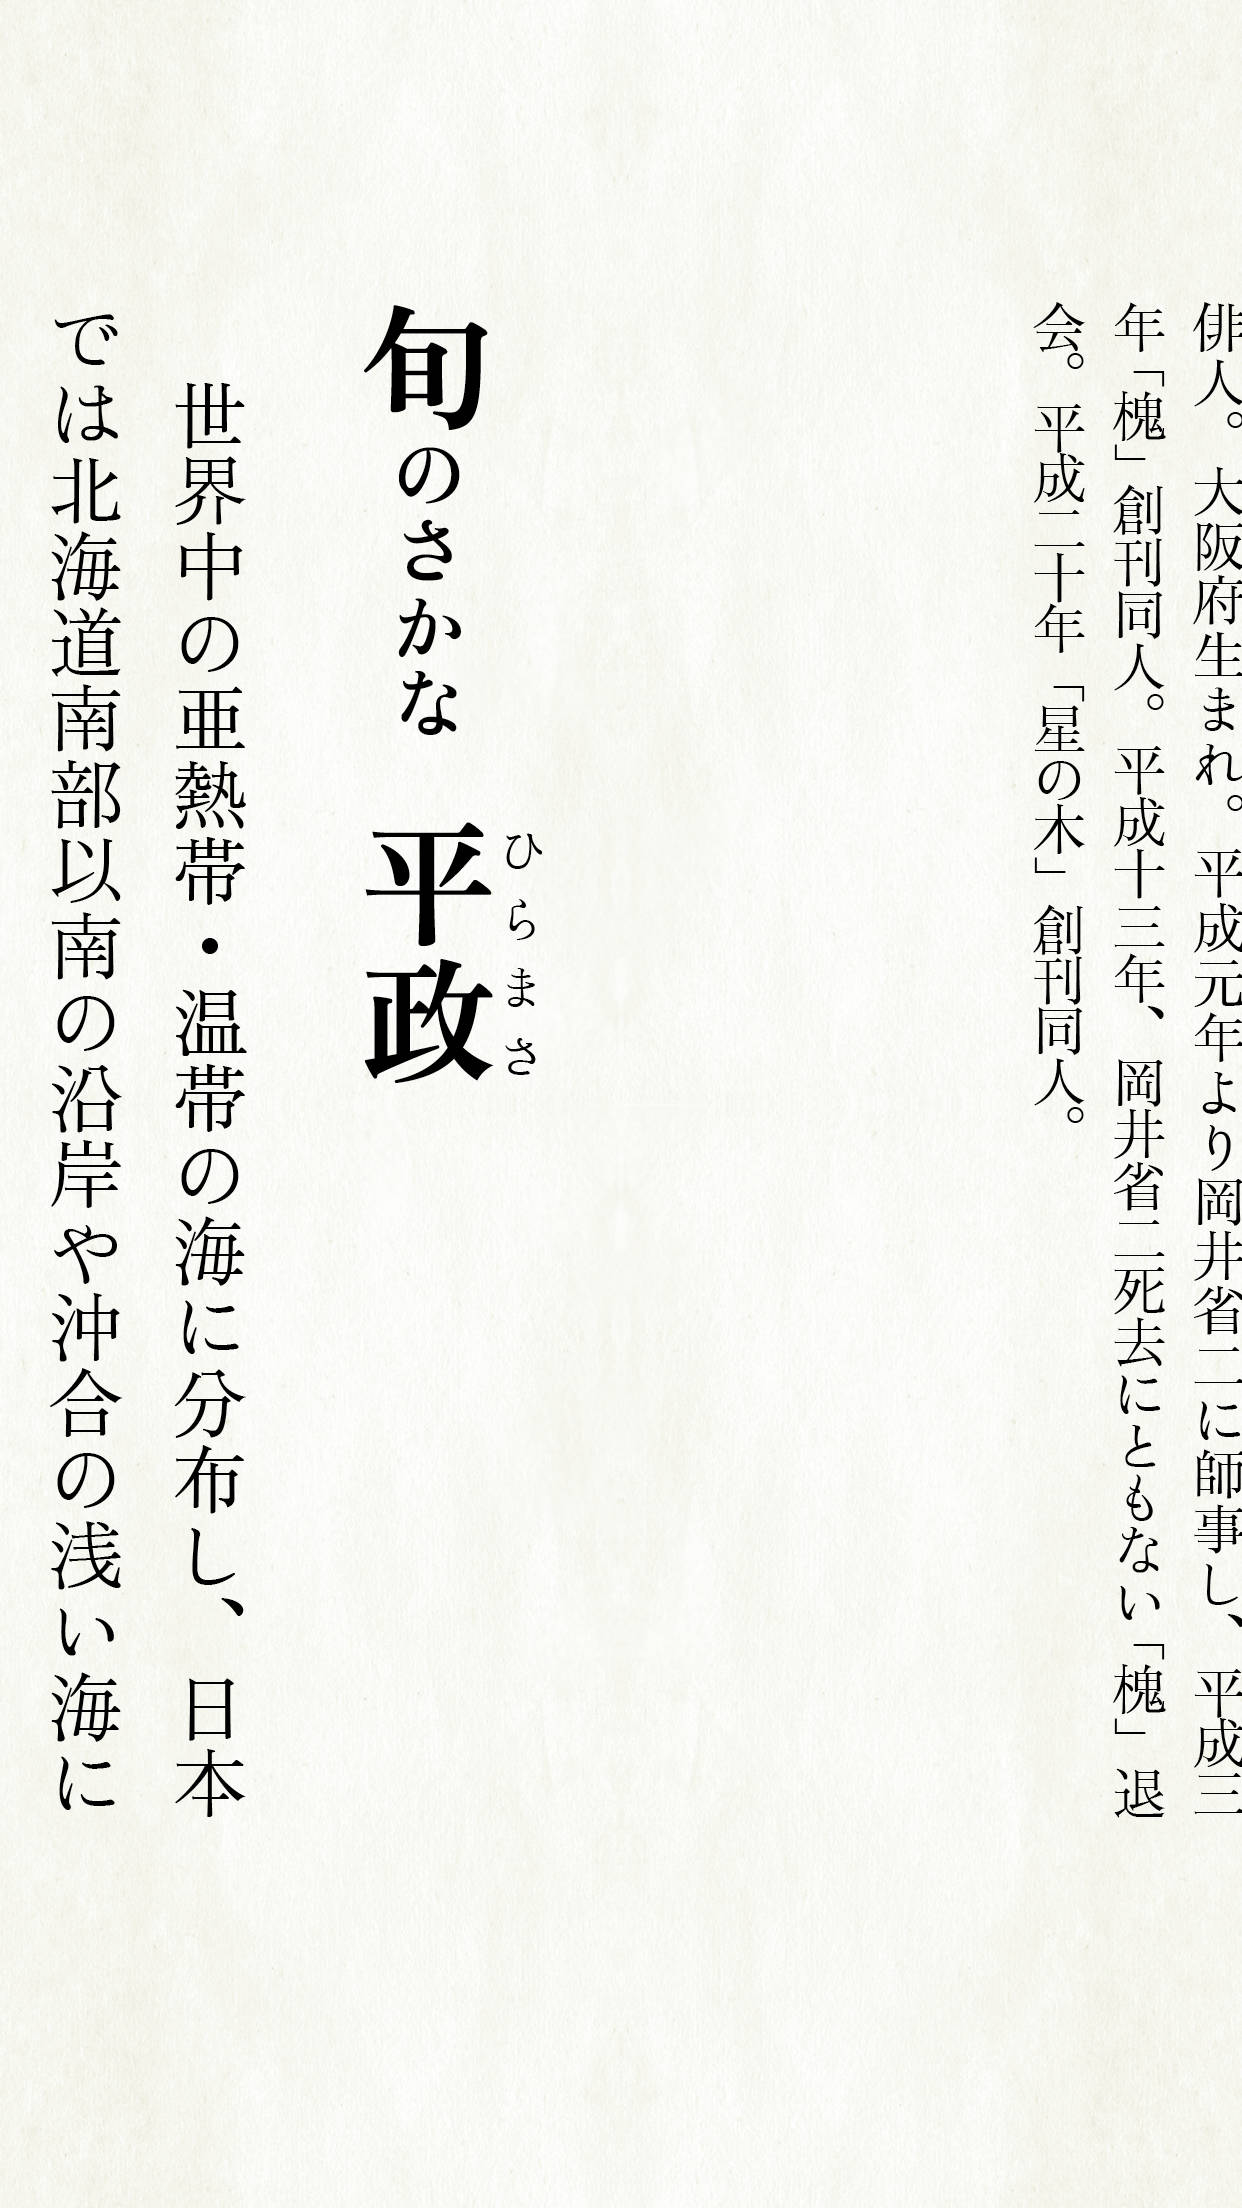 俳人。大阪府生まれ。平成元年より岡井省二に師事し、平成三
年「槐」創刊同人。平成十三年、岡井省二死去にともない「槐」退
会。平成二十年「星の木」創刊同人。
旬のさかな　平政
ひらまさ
世界中の亜熱帯・温帯の海に分布し、日本
では北海道南部以南の沿岸や沖合の浅い海に